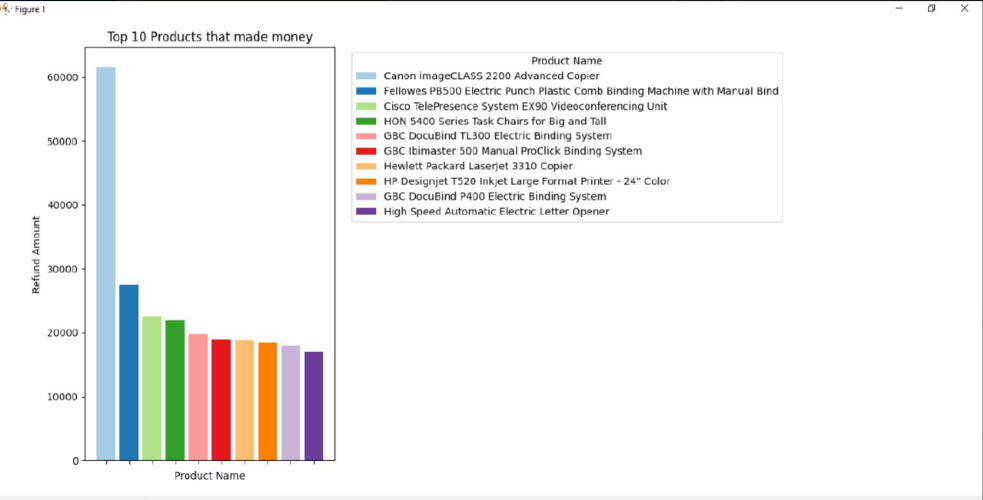 Figure 1
Top 10 Products that made money
Refund Amount
60000
50000
40000
30000
20000
10000
0
Product Name
Product Name
Canon imageCLASS 2200 Advanced Copier
Fellowes PB500 Electric Punch Plastic Comb Binding Machine with Manual Bind
Cisco TelePresence System EX90 Videoconferencing Unit
HON 5400 Series Task Chairs for Big and Tall
GBC DocuBind TL300 Electric Binding System
GBC Ibimaster 500 Manual ProClick Binding System
Hewlett Packard LaserJet 3310 Copier
HP Designjet T520 Inkjet Large Format Printer - 24" Color
GBC DocuBind P400 Electric Binding System
High Speed Automatic Electric Letter Opener